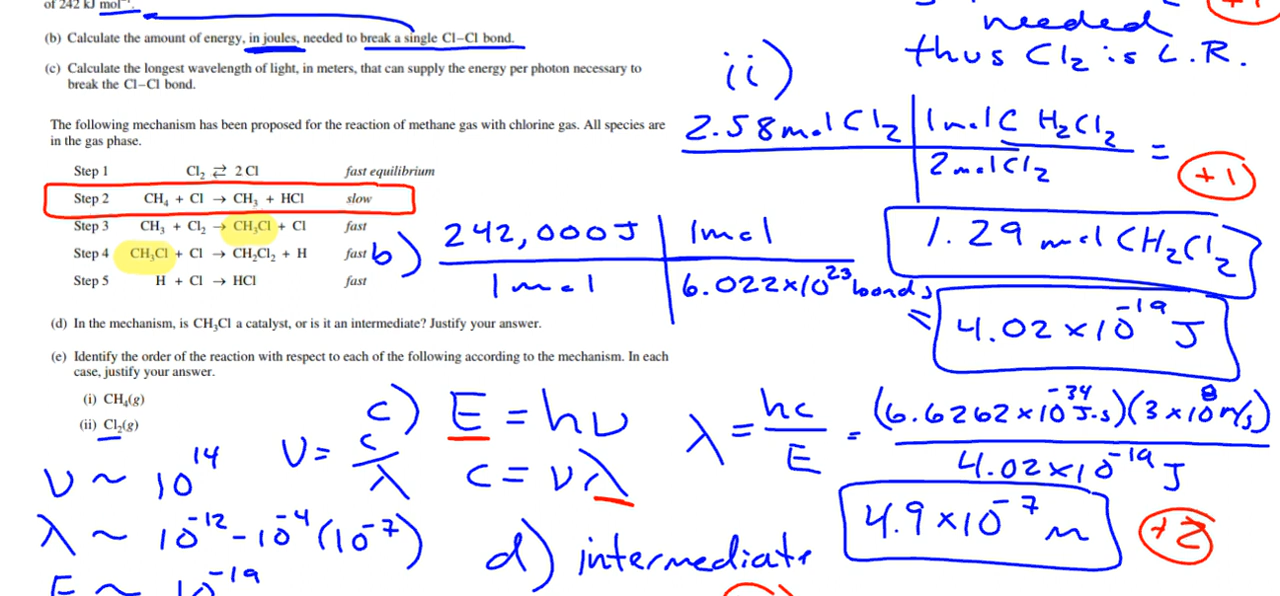 of 242 kJ mol⁻¹.
(b) Calculate the amount of energy, in joules, needed to break a single Cl–Cl bond.
(c) Calculate the longest wavelength of light, in meters, that can supply the energy per photon necessary to
break the Cl–Cl bond.
The following mechanism has been proposed for the reaction of methane gas with chlorine gas. All species are
in the gas phase.
Step 1 Cl₂ ⇄ 2 Cl fast equilibrium
Step 2 CH₄ + Cl → CH₃ + HCl slow
Step 3 CH₃ + Cl₂ → CH₃Cl + Cl fast
Step 4 CH₃Cl + Cl → CH₂Cl₂ + H fast
Step 5 H + Cl → HCl fast
(d) In the mechanism, is CH₃Cl a catalyst, or is it an intermediate? Justify your answer.
(e) Identify the order of the reaction with respect to each of the following according to the mechanism. In each
case, justify your answer.
(i) CH₄(g)
(ii) Cl₂(g)
needed
thus Cl₂ is L.R.
ii)
2.58 mol Cl₂ | 1 mol CH₂Cl₂
2 mol Cl₂ =
+1
1.29 mol CH₂Cl₂
b) 242,000J | 1mol
1mol | 6.022×10²³ bonds
= 4.02×10⁻¹⁹ J
c) E = hν
ν = c/λ
c = νλ
λ = hc/E = (6.6262×10⁻³⁴ J·s)(3×10⁸ m/s)
4.02×10⁻¹⁹ J
4.9×10⁻⁷ m
+2
ν ~ 10¹⁴
λ ~ 10⁻¹² – 10⁻⁴ (10⁻⁷)
E ~ 10⁻¹⁹
d) intermediate